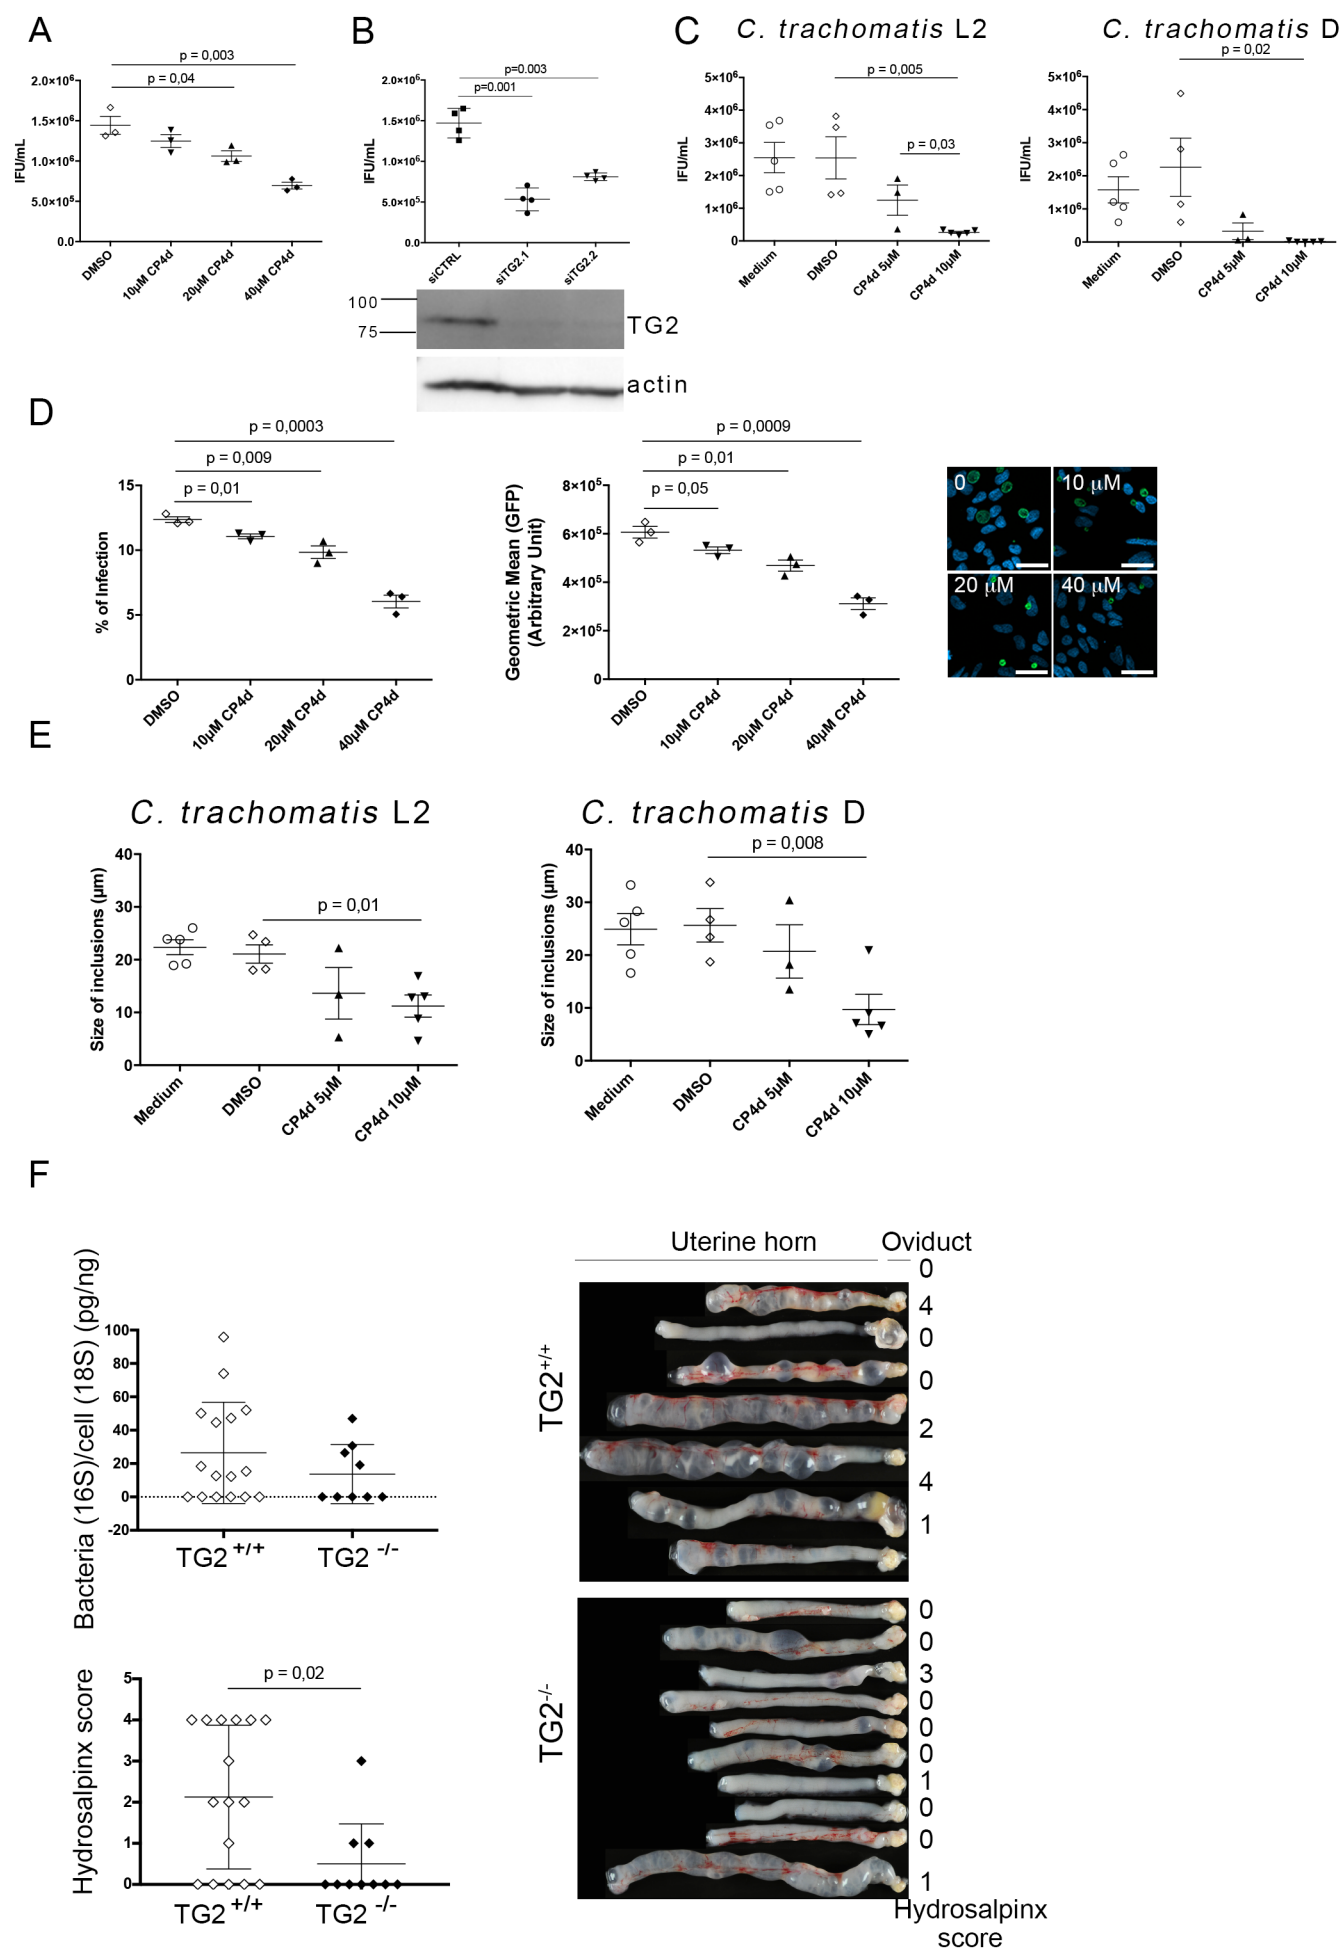 A
p = 0,003
p = 0,04
2.0×10⁶
1.5×10⁶
1.0×10⁶
5.0×10⁵
0.0
IFU/mL
DMSO
10µM CP4d
20µM CP4d
40µM CP4d
B
p=0.003
p=0.001
2.0×10⁶
1.5×10⁶
1.0×10⁶
5.0×10⁵
0.0
IFU/mL
siCTRL
siTG2.1
siTG2.2
100
75
TG2
actin
C
C. trachomatis L2
p = 0,005
p = 0,03
5×10⁶
4×10⁶
3×10⁶
2×10⁶
1×10⁶
0
IFU/mL
Medium
DMSO
CP4d 5µM
CP4d 10µM
C. trachomatis D
p = 0,02
5×10⁶
4×10⁶
3×10⁶
2×10⁶
1×10⁶
0
IFU/mL
Medium
DMSO
CP4d 5µM
CP4d 10µM
D
p = 0,0003
p = 0,009
p = 0,01
15
10
5
0
% of Infection
DMSO
10µM CP4d
20µM CP4d
40µM CP4d
p = 0,0009
p = 0,01
p = 0,05
8×10⁵
6×10⁵
4×10⁵
2×10⁵
0
Geometric Mean (GFP)
(Arbitrary Unit)
DMSO
10µM CP4d
20µM CP4d
40µM CP4d
0
10 µM
20 µM
40 µM
E
C. trachomatis L2
p = 0,01
40
30
20
10
0
Size of inclusions (µm)
Medium
DMSO
CP4d 5µM
CP4d 10µM
C. trachomatis D
p = 0,008
40
30
20
10
0
Size of inclusions (µm)
Medium
DMSO
CP4d 5µM
CP4d 10µM
F
Bacteria (16S)/cell (18S) (pg/ng)
100
80
60
40
20
0
-20
TG2 +/+
TG2 -/-
Hydrosalpinx score
p = 0,02
5
4
3
2
1
0
TG2 +/+
TG2 -/-
Uterine horn
Oviduct
TG2+/+
0
4
0
0
2
4
1
TG2-/-
0
0
3
0
0
0
1
0
0
1
Hydrosalpinx
score